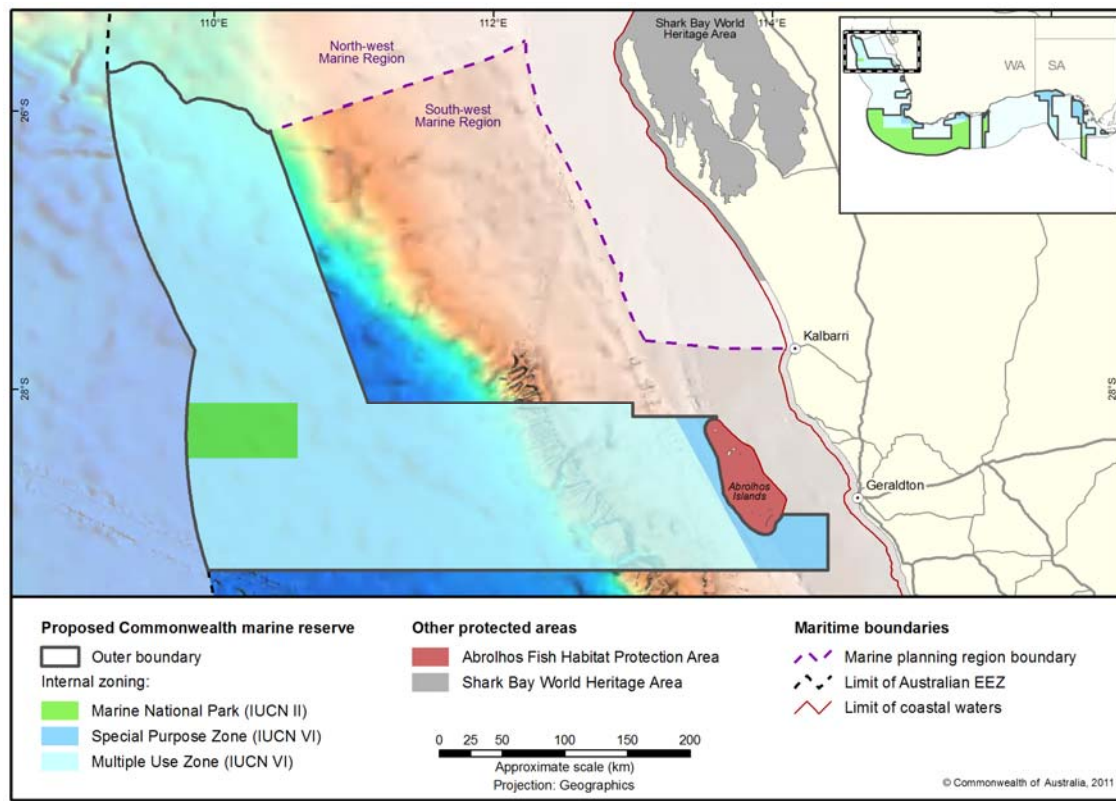 110°E
112°E
114°E
North-west
Marine Region
Shark Bay World
Heritage Area
WA
SA
26°S
South-west
Marine Region
Kalbarri
28°S
28°S
Abrolhos
Islands
Geraldton
Proposed Commonwealth marine reserve
Outer boundary
Internal zoning:
Marine National Park (IUCN II)
Special Purpose Zone (IUCN VI)
Multiple Use Zone (IUCN VI)
Other protected areas
Abrolhos Fish Habitat Protection Area
Shark Bay World Heritage Area
0 25 50 100 150 200
Approximate scale (km)
Projection: Geographics
Maritime boundaries
Marine planning region boundary
Limit of Australian EEZ
Limit of coastal waters
© Commonwealth of Australia, 2011